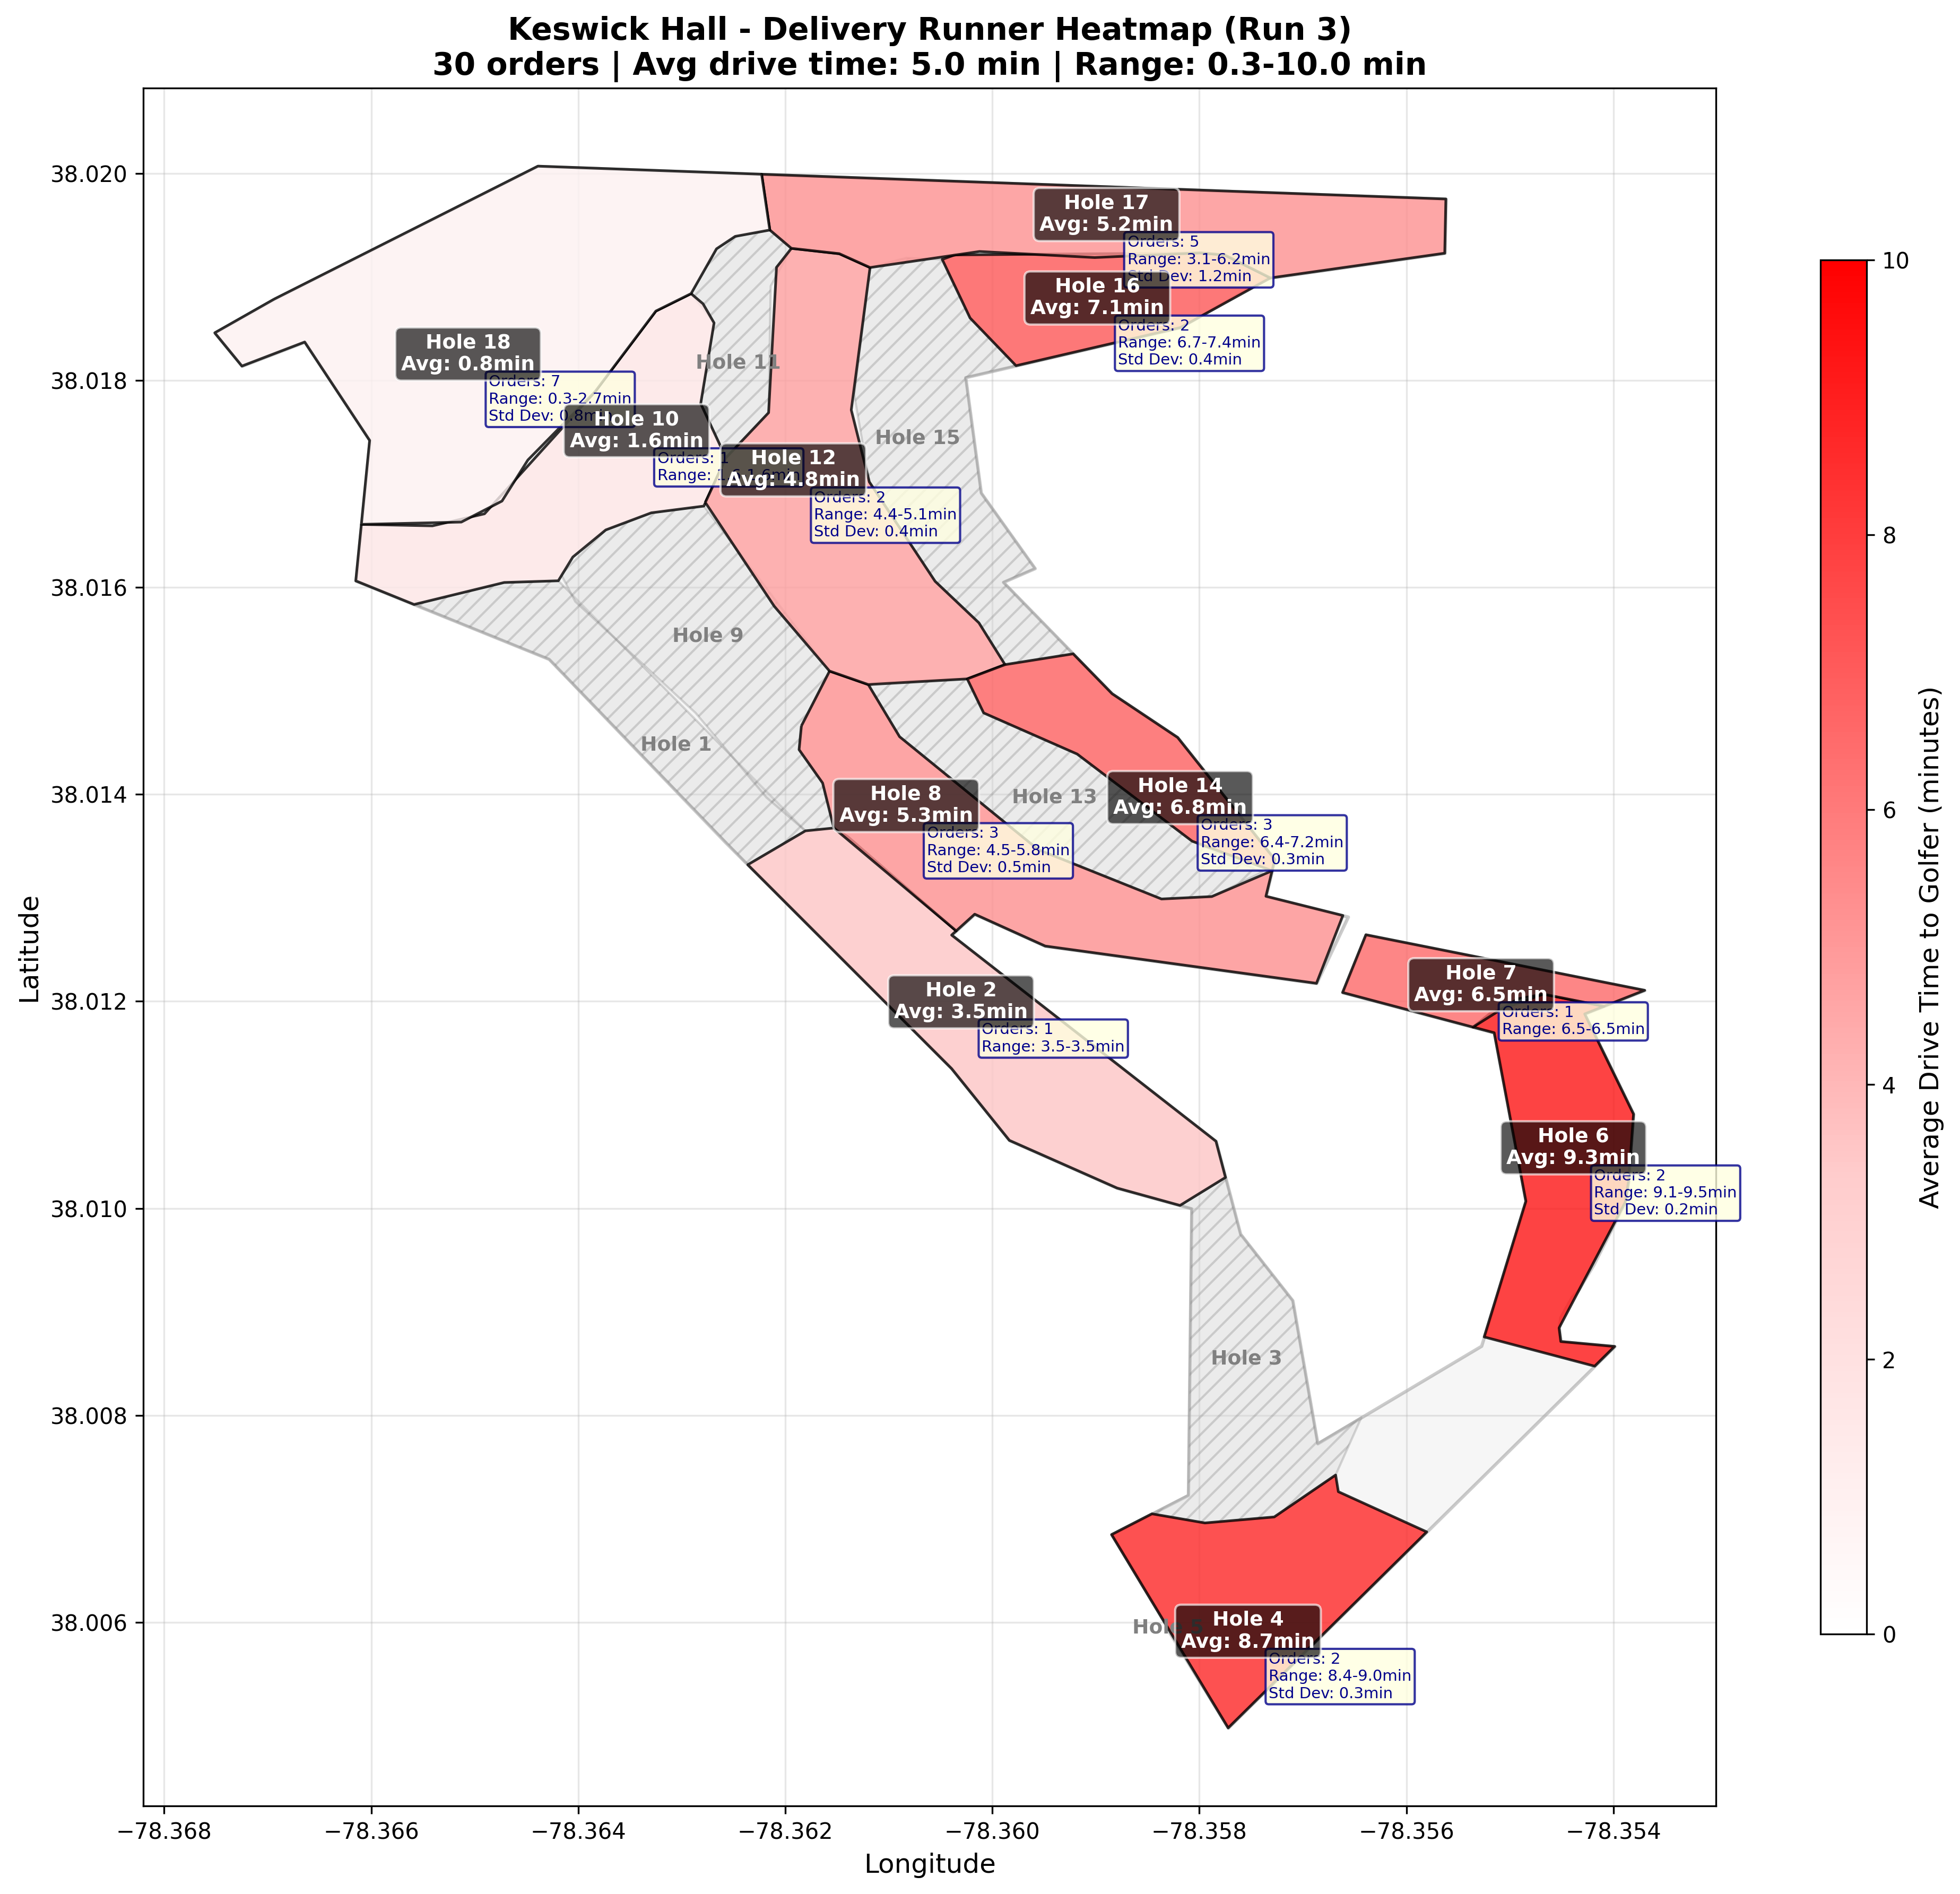 Keswick Hall - Delivery Runner Heatmap (Run 3)
30 orders | Avg drive time: 5.0 min | Range: 0.3-10.0 min
Latitude
38.020
38.018
38.016
38.014
38.012
38.010
38.008
38.006
Hole 17
Avg: 5.2min
Orders: 5
Range: 3.1-6.2min
Std Dev: 1.2min
Hole 16
Avg: 7.1min
Orders: 2
Range: 6.7-7.4min
Std Dev: 0.4min
Hole 18
Avg: 0.8min
Orders: 7
Range: 0.3-2.7min
Std Dev: 0.8min
Hole 11
Hole 10
Avg: 1.6min
Orders: 1
Range:
Hole 15
Hole 12
Avg: 4.8min
Orders: 2
Range: 4.4-5.1min
Std Dev: 0.4min
Hole 9
Hole 1
Hole 8
Avg: 5.3min
Orders: 3
Range: 4.5-5.8min
Std Dev: 0.5min
Hole 13
Hole 14
Avg: 6.8min
Orders: 3
Range: 6.4-7.2min
Std Dev: 0.3min
Hole 2
Avg: 3.5min
Orders: 1
Range: 3.5-3.5min
Hole 7
Avg: 6.5min
Orders: 1
Range: 6.5-6.5min
Hole 6
Avg: 9.3min
Orders: 2
Range: 9.1-9.5min
Std Dev: 0.2min
Hole 3
Hole 4
Avg: 8.7min
Orders: 2
Range: 8.4-9.0min
Std Dev: 0.3min
−78.368 −78.366 −78.364 −78.362 −78.360 −78.358 −78.356 −78.354
Longitude
10
8
6
4
2
0
Average Drive Time to Golfer (minutes)